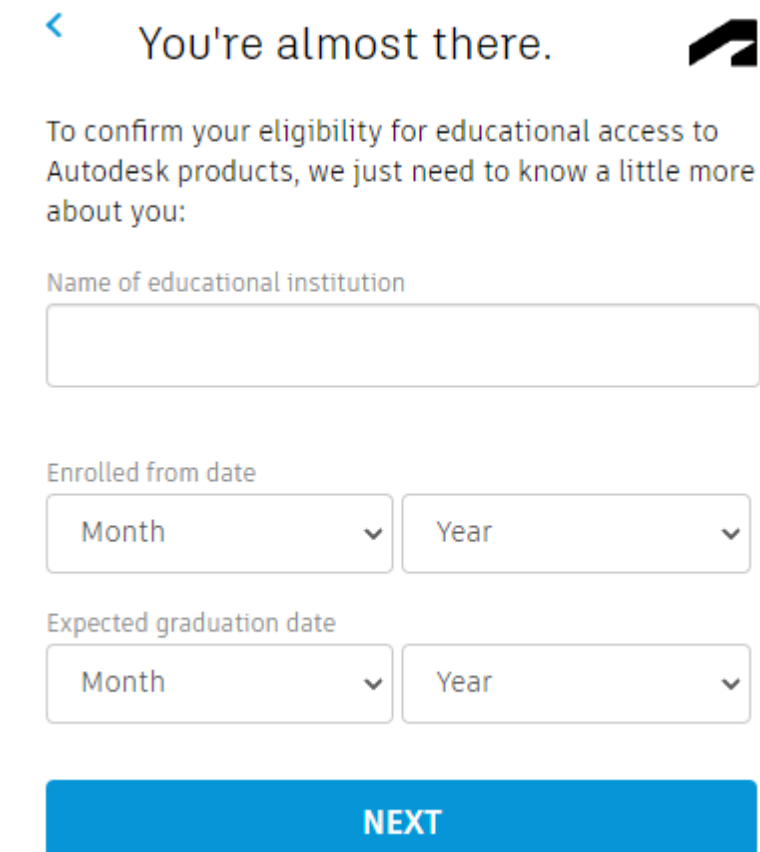 You're almost there.
To confirm your eligibility for educational access to
Autodesk products, we just need to know a little more
about you:
Name of educational institution
Enrolled from date
Month Year
Expected graduation date
Month Year
NEXT